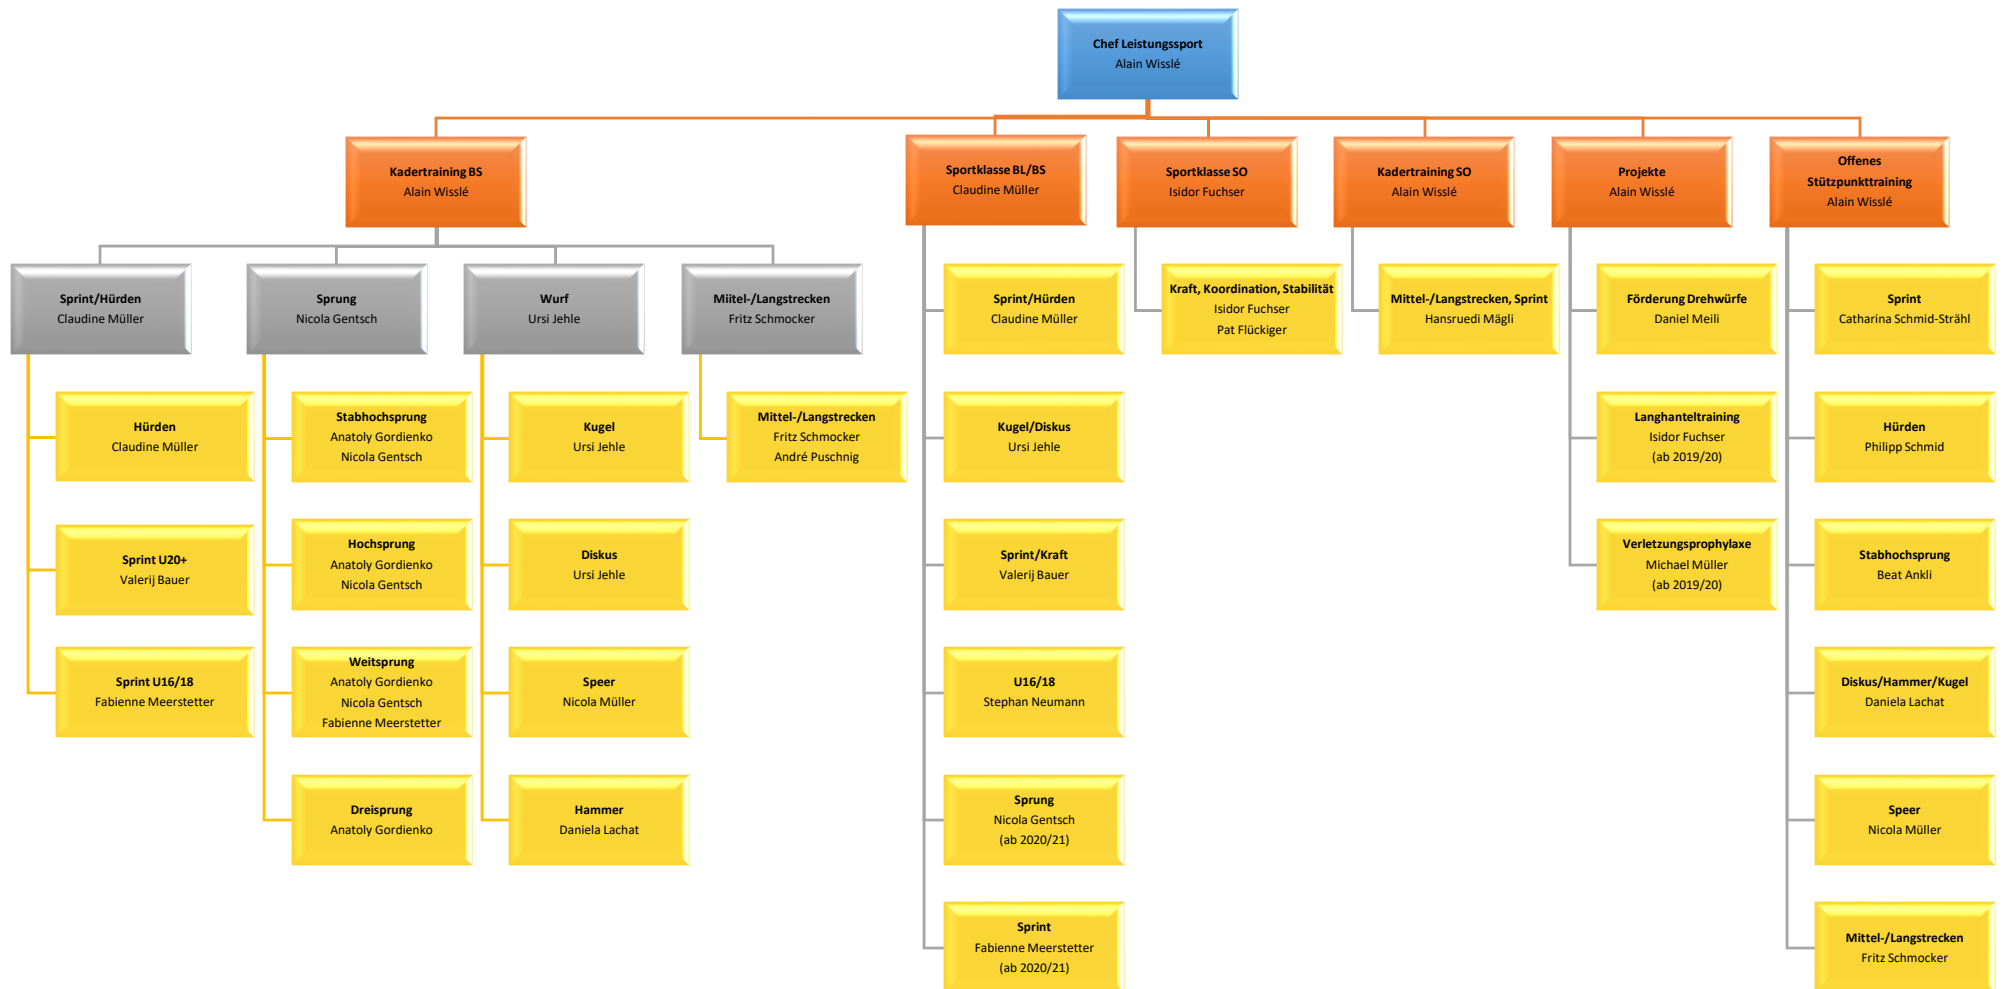 Chef Leistungssport
Alain Wisslé
Kadertraining BS
Alain Wisslé
Sportklasse BL/BS
Claudine Müller
Sportklasse SO
Isidor Fuchser
Kadertraining SO
Alain Wisslé
Projekte
Alain Wisslé
Offenes
Stützpunkttraining
Alain Wisslé
Sprint/Hürden
Claudine Müller
Sprung
Nicola Gentsch
Wurf
Ursi Jehle
Miitel-/Langstrecken
Fritz Schmocker
Hürden
Claudine Müller
Sprint U20+
Valerij Bauer
Sprint U16/18
Fabienne Meerstetter
Stabhochsprung
Anatoly Gordienko
Nicola Gentsch
Hochsprung
Anatoly Gordienko
Nicola Gentsch
Weitsprung
Anatoly Gordienko
Nicola Gentsch
Fabienne Meerstetter
Dreisprung
Anatoly Gordienko
Kugel
Ursi Jehle
Diskus
Ursi Jehle
Speer
Nicola Müller
Hammer
Daniela Lachat
Mittel-/Langstrecken
Fritz Schmocker
André Puschnig
Sprint/Hürden
Claudine Müller
Kugel/Diskus
Ursi Jehle
Sprint/Kraft
Valerij Bauer
U16/18
Stephan Neumann
Sprung
Nicola Gentsch
(ab 2020/21)
Sprint
Fabienne Meerstetter
(ab 2020/21)
Kraft, Koordination, Stabilität
Isidor Fuchser
Pat Flückiger
Mittel-/Langstrecken, Sprint
Hansruedi Mägli
Förderung Drehwürfe
Daniel Meili
Langhanteltraining
Isidor Fuchser
(ab 2019/20)
Verletzungsprophylaxe
Michael Müller
(ab 2019/20)
Sprint
Catharina Schmid-Strähl
Hürden
Philipp Schmid
Stabhochsprung
Beat Ankli
Diskus/Hammer/Kugel
Daniela Lachat
Speer
Nicola Müller
Mittel-/Langstrecken
Fritz Schmocker